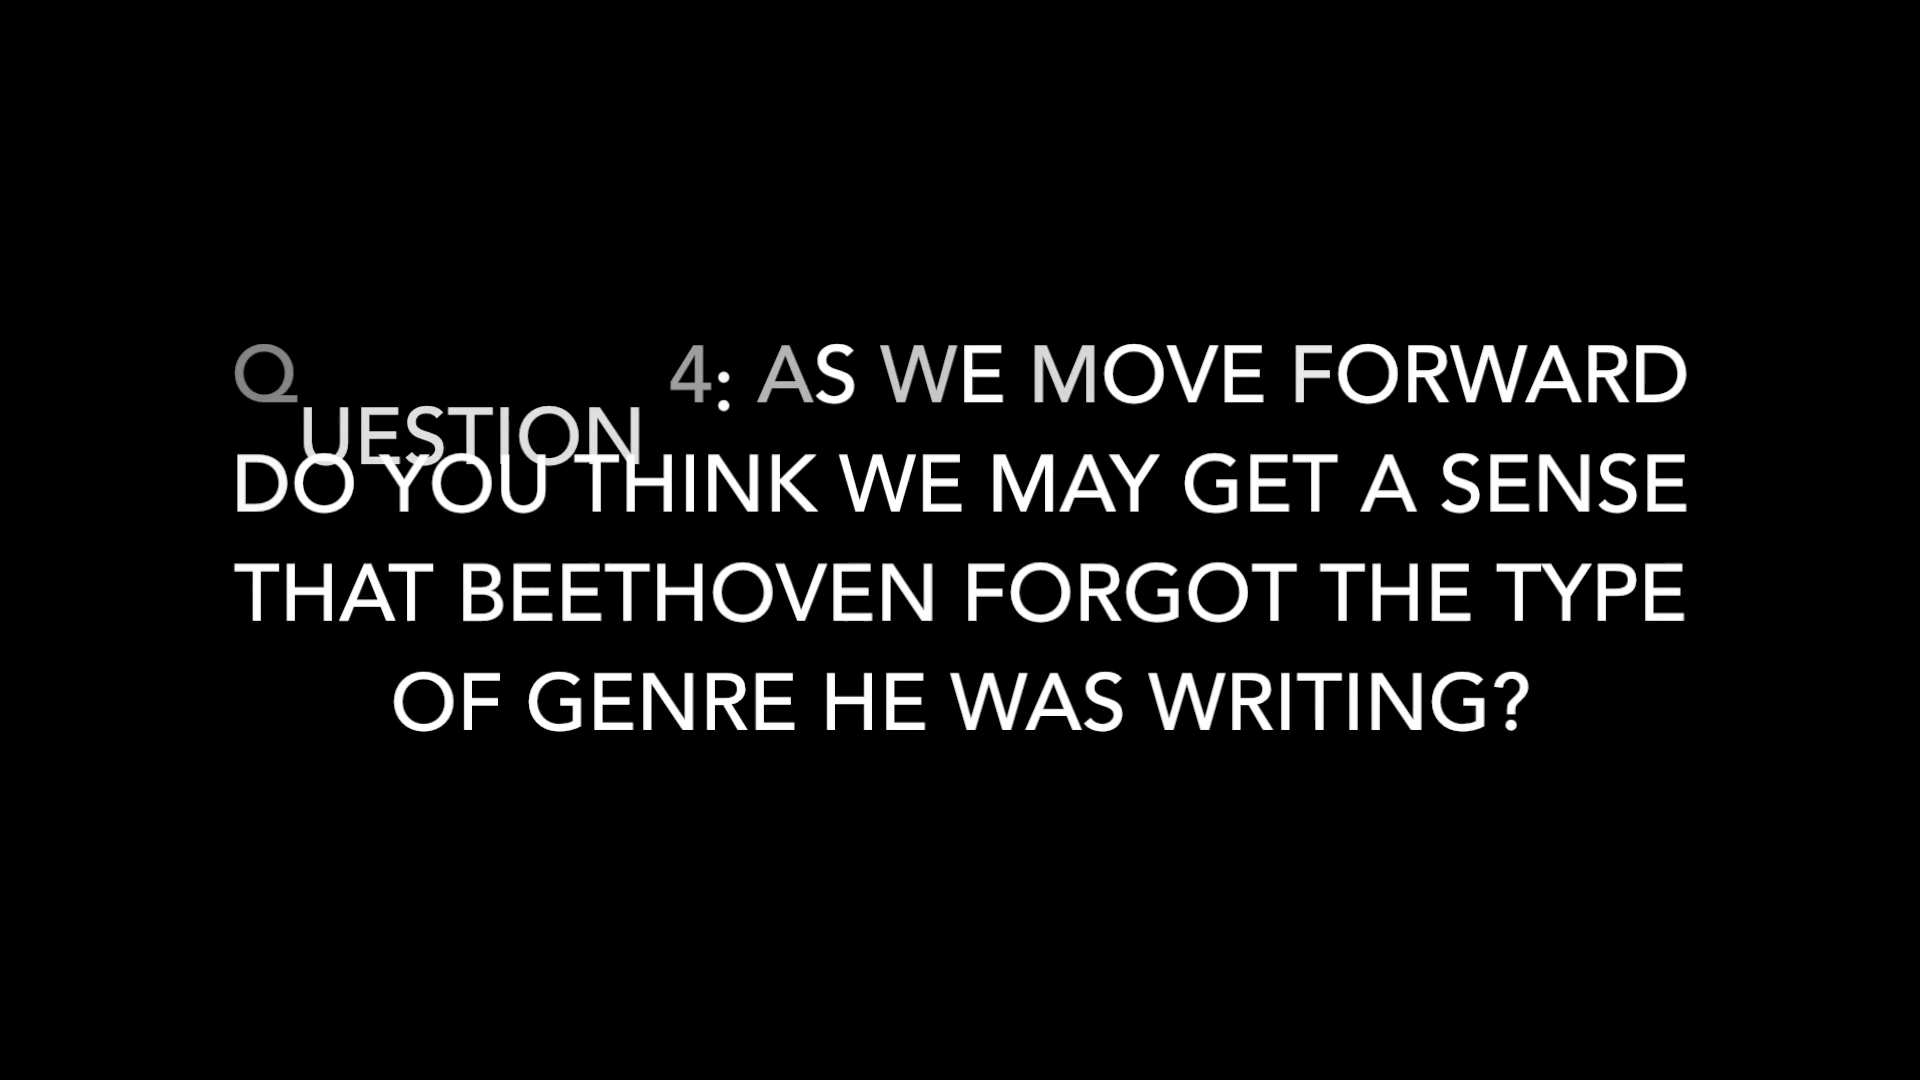 QUESTION 4: AS WE MOVE FORWARD
DO YOU THINK WE MAY GET A SENSE
THAT BEETHOVEN FORGOT THE TYPE
OF GENRE HE WAS WRITING?